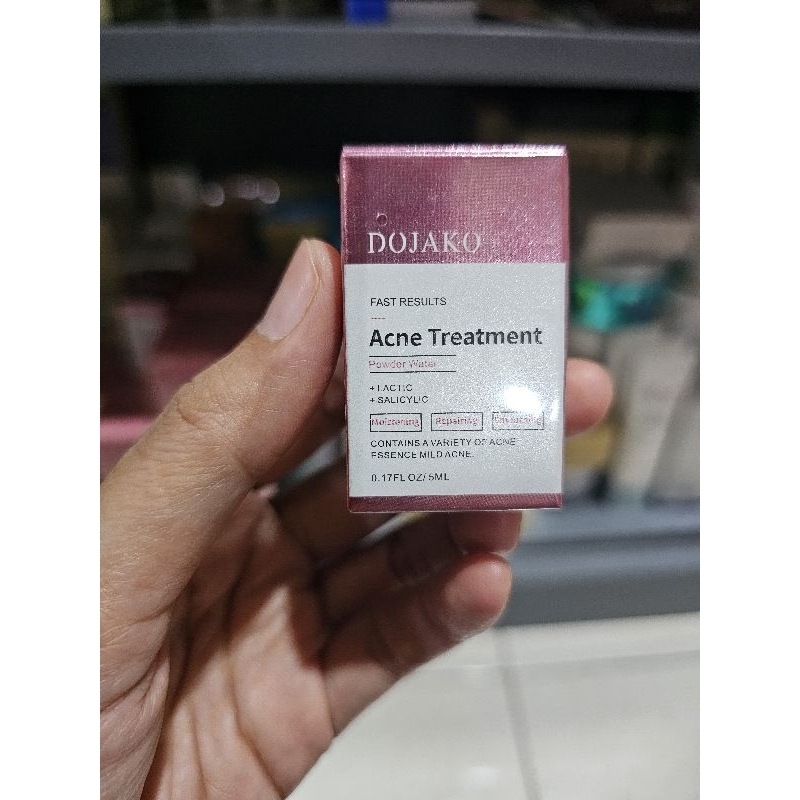 DOJAKO
FAST RESULTS
Acne Treatment
Powder Water
+ LACTIC
+ SALICYLIC
Moistening Repairing
CONTAINS A VARIETY OF ACNE
ESSENCE MILD ACNE.
0.17FL OZ/ 5ML